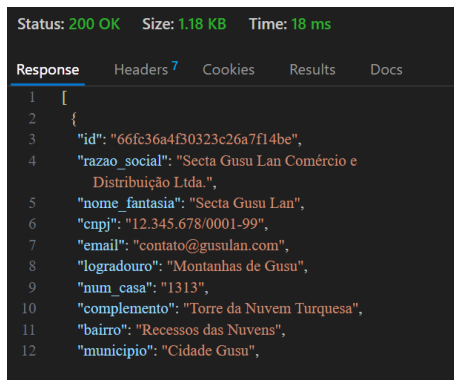 Status: 200 OK Size: 1.18 KB Time: 18 ms
Response Headers 7 Cookies Results Docs
1 [
2 {
3 "id": "66fc36a4f30323c26a7f14be",
4 "razao_social": "Secta Gusu Lan Comércio e
Distribuição Ltda.",
5 "nome_fantasia": "Secta Gusu Lan",
6 "cnpj": "12.345.678/0001-99",
7 "email": "contato@gusulan.com",
8 "logradouro": "Montanhas de Gusu",
9 "num_casa": "1313",
10 "complemento": "Torre da Nuvem Turquesa",
11 "bairro": "Recessos das Nuvens",
12 "municipio": "Cidade Gusu",